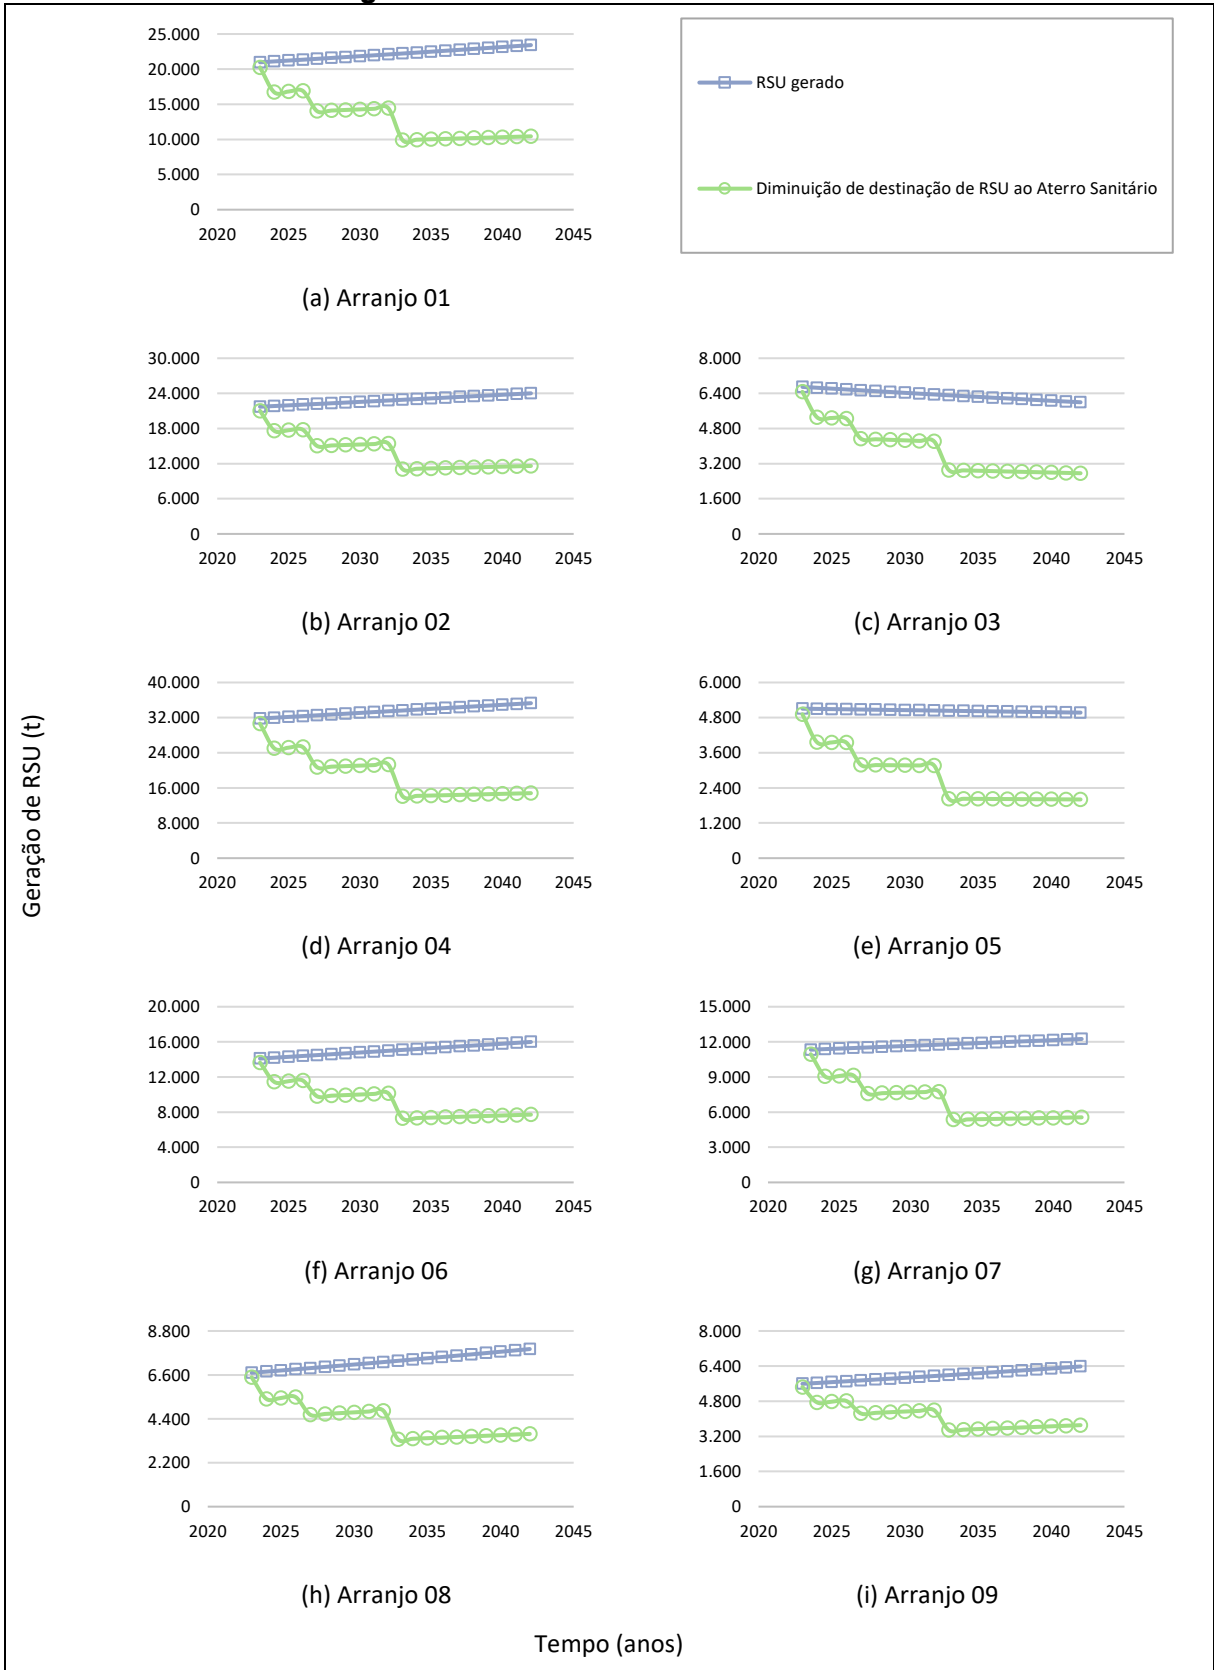 25.000
20.000
15.000
10.000
5.000
0
2020 2025 2030 2035 2040 2045
(a) Arranjo 01
RSU gerado
Diminuição de destinação de RSU ao Aterro Sanitário
30.000
24.000
18.000
12.000
6.000
0
2020 2025 2030 2035 2040 2045
(b) Arranjo 02
8.000
6.400
4.800
3.200
1.600
0
2020 2025 2030 2035 2040 2045
(c) Arranjo 03
Geração de RSU (t)
40.000
32.000
24.000
16.000
8.000
0
2020 2025 2030 2035 2040 2045
(d) Arranjo 04
6.000
4.800
3.600
2.400
1.200
0
2020 2025 2030 2035 2040 2045
(e) Arranjo 05
20.000
16.000
12.000
8.000
4.000
0
2020 2025 2030 2035 2040 2045
(f) Arranjo 06
15.000
12.000
9.000
6.000
3.000
0
2020 2025 2030 2035 2040 2045
(g) Arranjo 07
8.800
6.600
4.400
2.200
0
2020 2025 2030 2035 2040 2045
(h) Arranjo 08
8.000
6.400
4.800
3.200
1.600
0
2020 2025 2030 2035 2040 2045
(i) Arranjo 09
Tempo (anos)